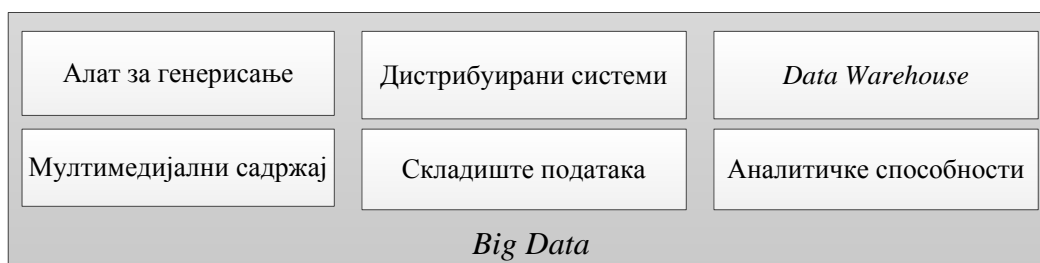 Алат за генерисање
Дистрибуирани системи
Data Warehouse
Мултимедијални садржај
Складиште података
Аналитичке способности
Big Data